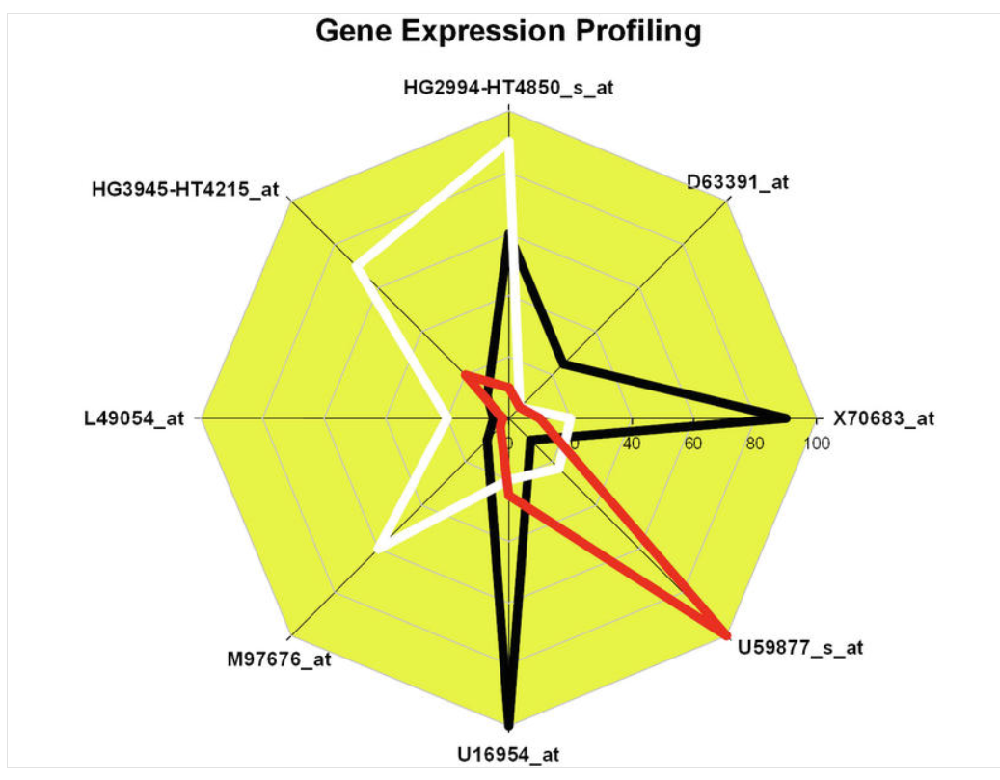 Gene Expression Profiling
HG2994-HT4850_s_at
D63391_at
HG3945-HT4215_at
L49054_at
X70683_at
40 60 80 100
M97676_at
U59877_s_at
U16954_at